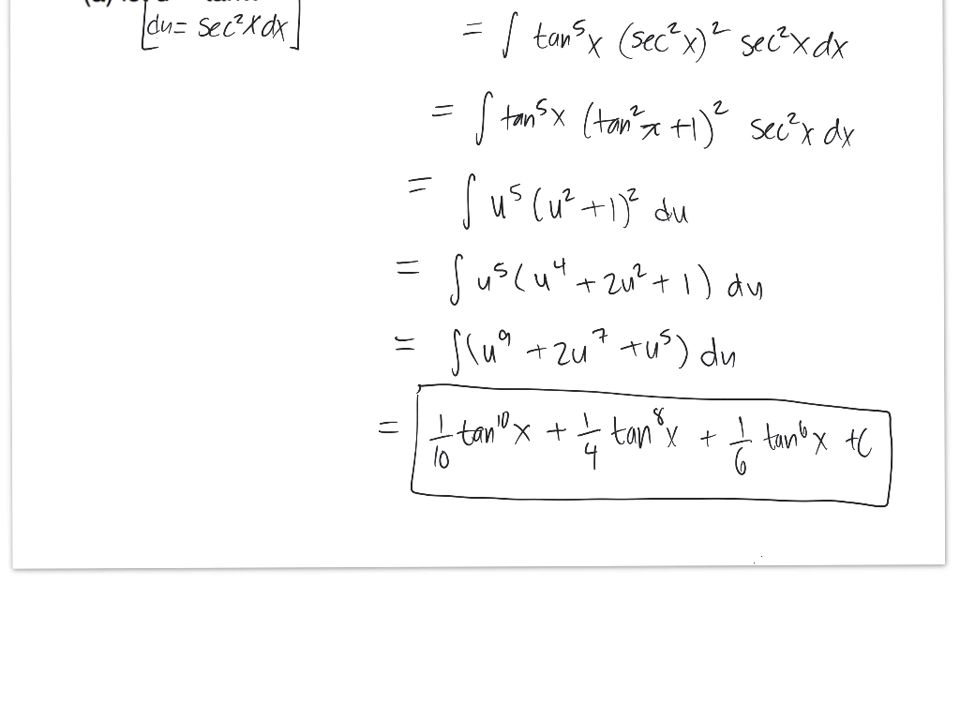 [du = sec²x dx]
= ∫ tan⁵x (sec²x)² sec²x dx
= ∫ tan⁵x (tan²x +1)² sec²x dx
= ∫ u⁵ (u² +1)² du
= ∫ u⁵ (u⁴ + 2u² + 1) du
= ∫ (u⁹ + 2u⁷ + u⁵) du
= 1/10 tan¹⁰x + 1/4 tan⁸x + 1/6 tan⁶x + C